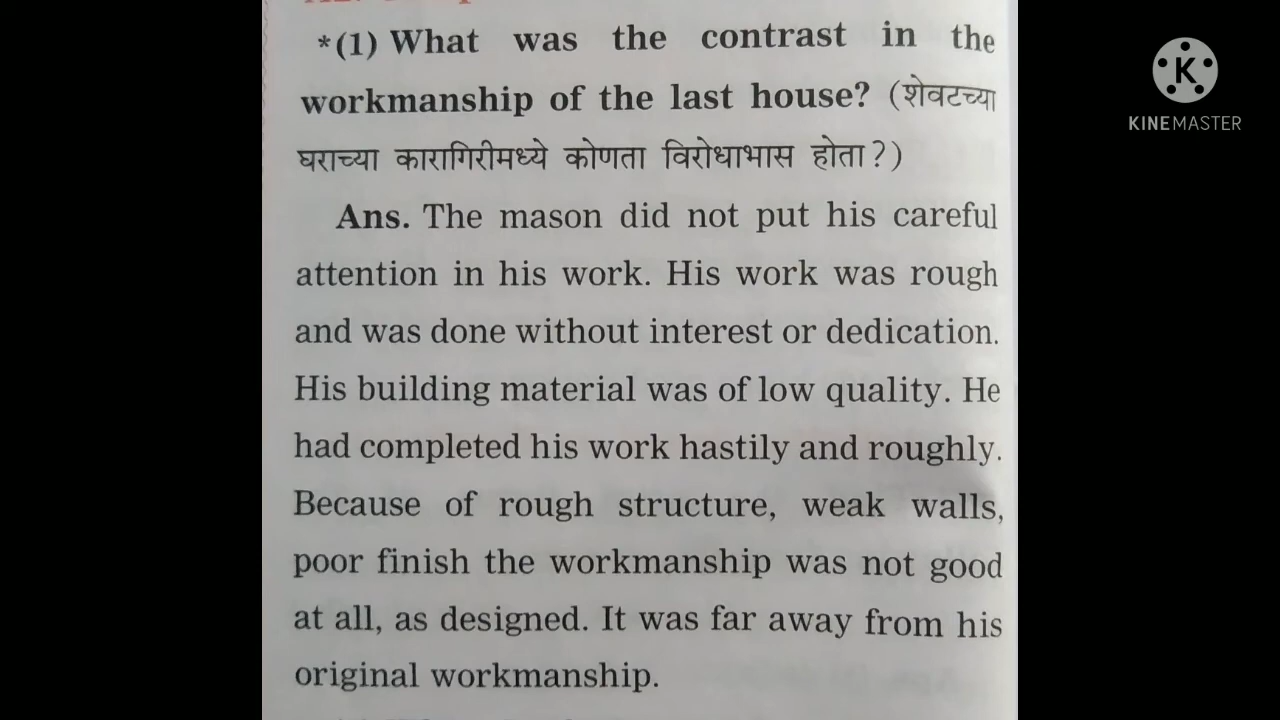 *(1) What was the contrast in the
workmanship of the last house? (शेवटच्या
घराच्या कारागिरीमध्ये कोणता विरोधाभास होता?)
Ans. The mason did not put his careful
attention in his work. His work was rough
and was done without interest or dedication.
His building material was of low quality. He
had completed his work hastily and roughly.
Because of rough structure, weak walls,
poor finish the workmanship was not good
at all, as designed. It was far away from his
original workmanship.
K
KINEMASTER